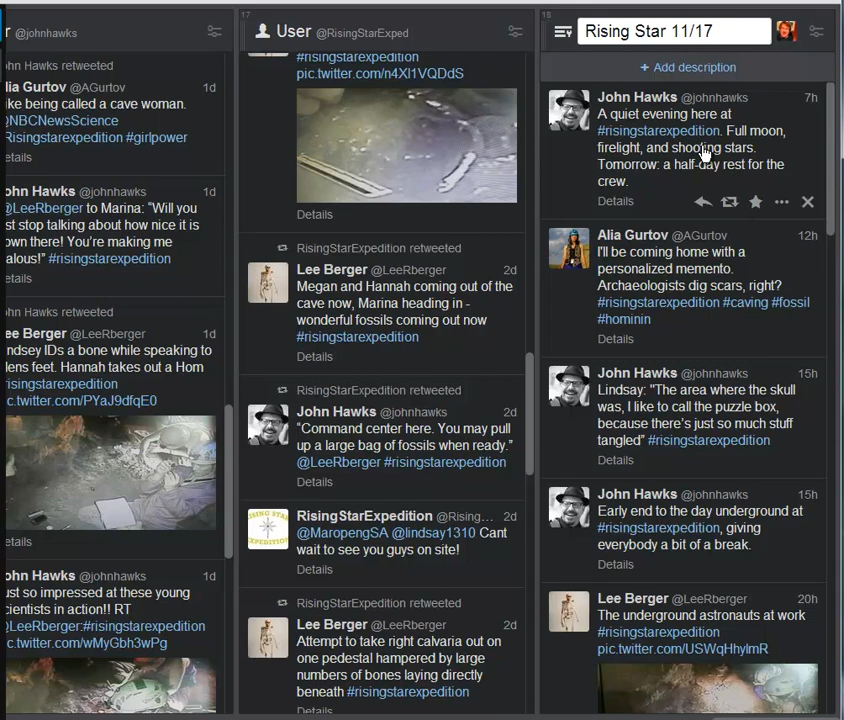 r @johnhawks
ohn Hawks retweeted
lia Gurtov @AGurtov 1d
ike being called a cave woman.
@NBCNewsScience
Risingstarexpedition #girlpower
etails
ohn Hawks @johnhawks 1d
@LeeRberger to Marina: “Will you
st stop talking about how nice it is
own there! You’re making me
alous!” #risingstarexpedition
etails
ohn Hawks retweeted
ee Berger @LeeRberger 1d
indsey IDs a bone while speaking to
lens feet. Hannah takes out a Hom
risingstarexpedition
c.twitter.com/PYaJ9dfqE0
etails
ohn Hawks @johnhawks 1d
ust so impressed at these young
cientists in action!! RT
@LeeRberger:#risingstarexpedition
c.twitter.com/wMyGbh3wPg
17
User @RisingStarExped
#risingstarexpedition
pic.twitter.com/n4Xl1VQDdS
Details
RisingStarExpedition retweeted
Lee Berger @LeeRberger 2d
Megan and Hannah coming out of the
cave now, Marina heading in -
wonderful fossils coming out now
#risingstarexpedition
Details
RisingStarExpedition retweeted
John Hawks @johnhawks 2d
“Command center here. You may pull
up a large bag of fossils when ready.”
@LeeRberger #risingstarexpedition
Details
RisingStarExpedition @Rising... 2d
@MaropengSA @lindsay1310 Cant
wait to see you guys on site!
Details
RisingStarExpedition retweeted
Lee Berger @LeeRberger 2d
Attempt to take right calvaria out on
one pedestal hampered by large
numbers of bones laying directly
beneath #risingstarexpedition
Details
Rising Star 11/17
+ Add description
John Hawks @johnhawks 7h
A quiet evening here at
#risingstarexpedition. Full moon,
firelight, and shooting stars.
Tomorrow: a half-day rest for the
crew.
Details
Alia Gurtov @AGurtov 12h
I'll be coming home with a
personalized memento.
Archaeologists dig scars, right?
#risingstarexpedition #caving #fossil
#hominin
Details
John Hawks @johnhawks 15h
Lindsay: "The area where the skull
was, I like to call the puzzle box,
because there's just so much stuff
tangled” #risingstarexpedition
Details
John Hawks @johnhawks 15h
Early end to the day underground at
#risingstarexpedition, giving
everybody a bit of a break.
Details
Lee Berger @LeeRberger 20h
The underground astronauts at work
#risingstarexpedition
pic.twitter.com/USWqHhylmR